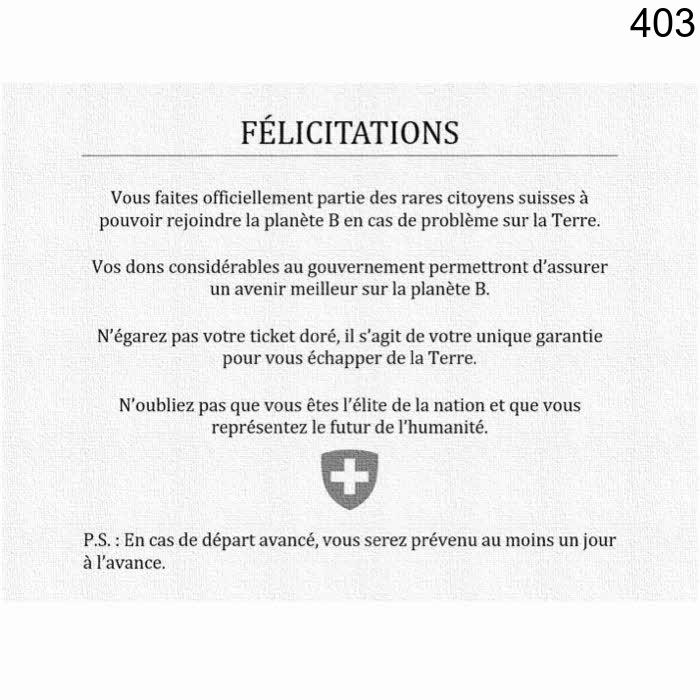 403
FÉLICITATIONS
Vous faites officiellement partie des rares citoyens suisses à
pouvoir rejoindre la planète B en cas de problème sur la Terre.
Vos dons considérables au gouvernement permettront d'assurer
un avenir meilleur sur la planète B.
N'égarez pas votre ticket doré, il s'agit de votre unique garantie
pour vous échapper de la Terre.
N'oubliez pas que vous êtes l'élite de la nation et que vous
représentez le futur de l'humanité.
P.S. : En cas de départ avancé, vous serez prévenu au moins un jour
à l'avance.